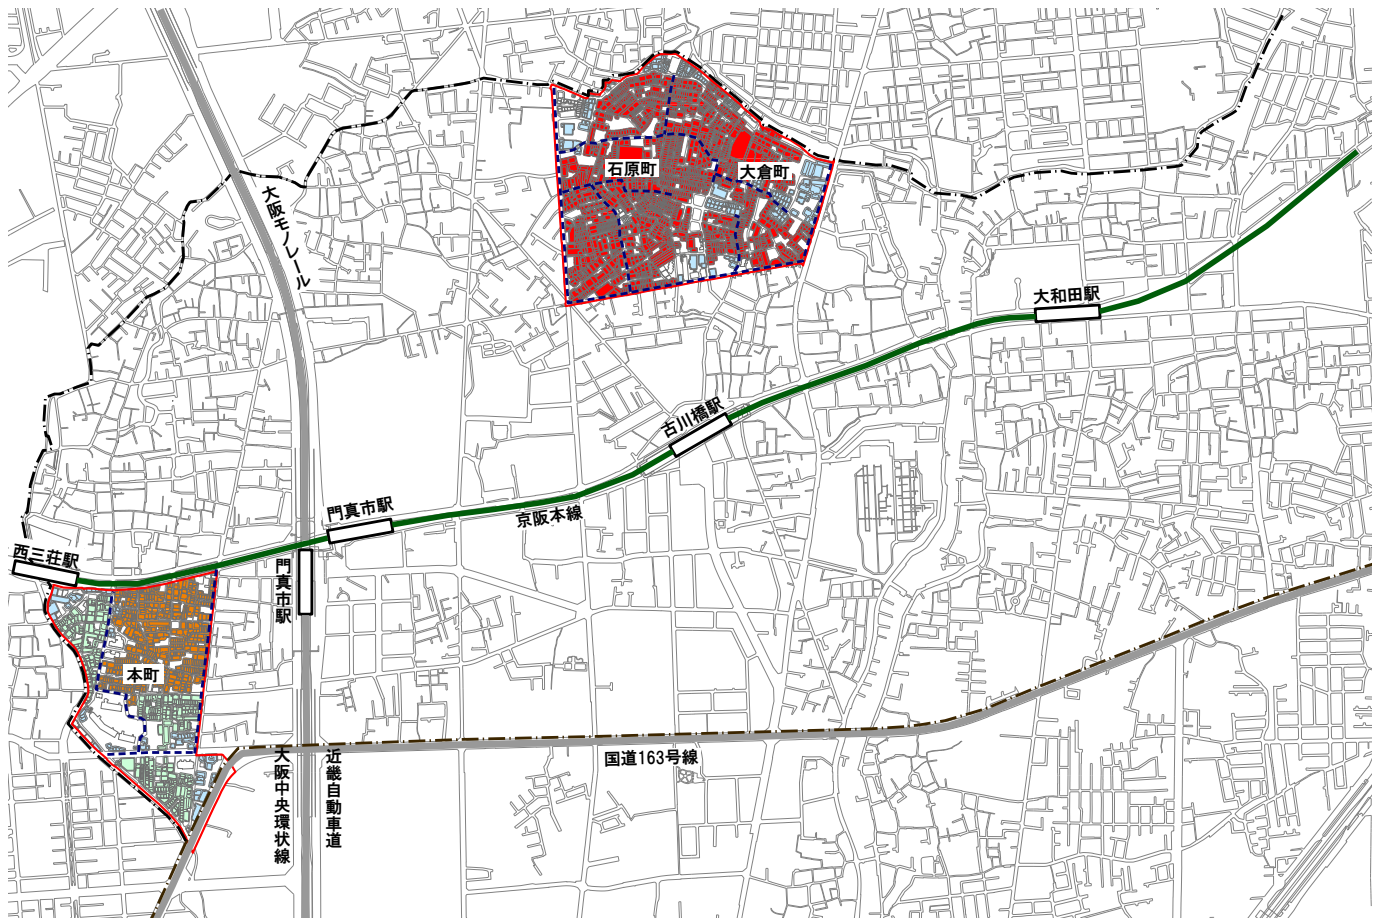 大阪モノレール
石原町
大倉町
大和田駅
古川橋駅
門真市駅
京阪本線
西三荘駅
門真市駅
本町
国道163号線
大阪中央環状線
近畿自動車道